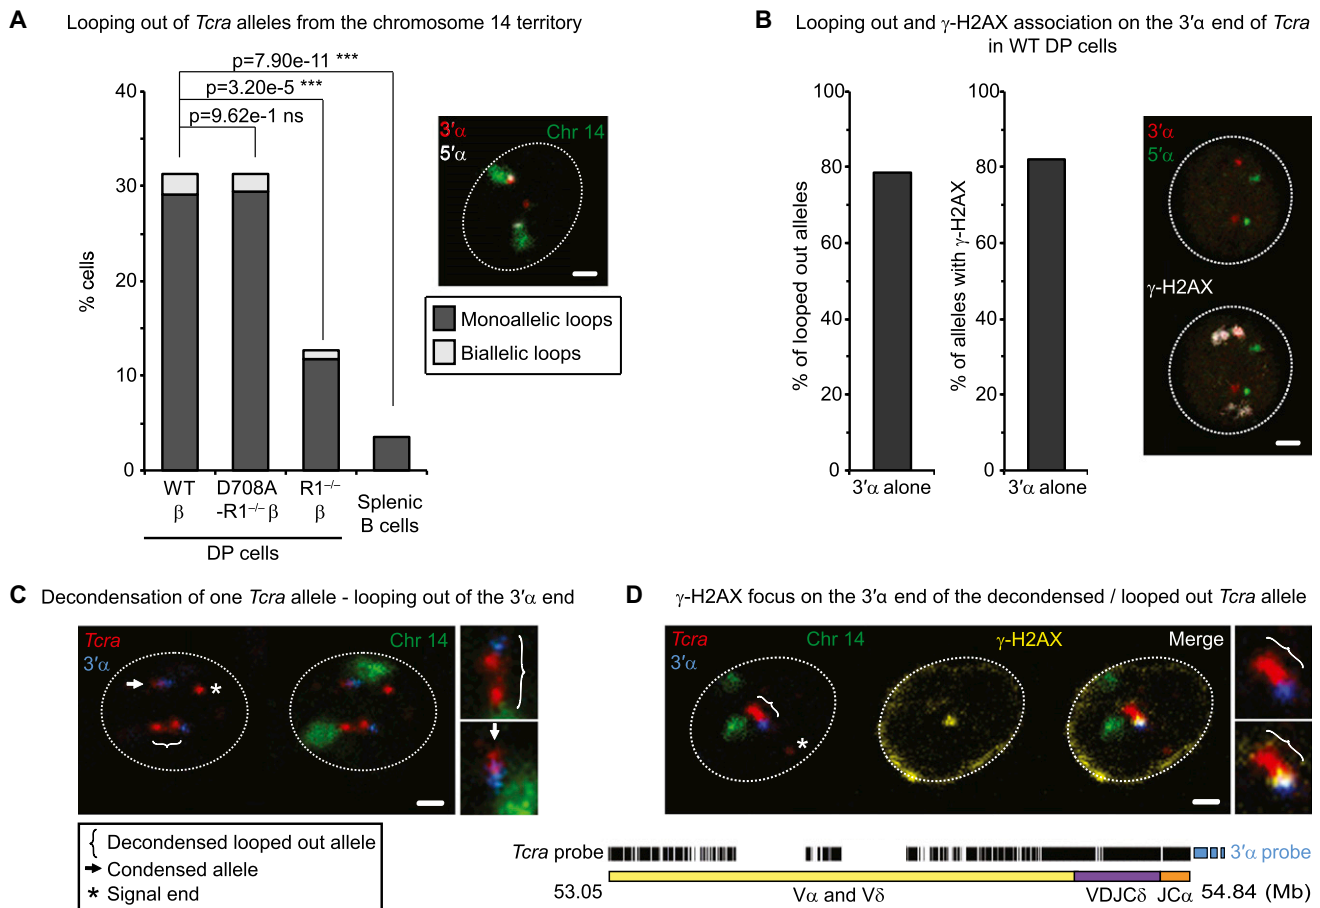 A Looping out of Tcra alleles from the chromosome 14 territory
p=7.90e-11 ***
p=3.20e-5 ***
p=9.62e-1 ns
40
30
20
10
0
% cells
WT β
D708A -R1⁻/⁻ β
R1⁻/⁻ β
Splenic B cells
DP cells
3′α
5′α
Chr 14
Monoallelic loops
Biallelic loops
B Looping out and γ-H2AX association on the 3′α end of Tcra
in WT DP cells
100
80
60
40
20
0
% of looped out alleles
3′α alone
100
80
60
40
20
0
% of alleles with γ-H2AX
3′α alone
3′α
5′α
γ-H2AX
C Decondensation of one Tcra allele - looping out of the 3′α end
Tcra
3′α
Chr 14
*
{ Decondensed looped out allele
Condensed allele
* Signal end
D γ-H2AX focus on the 3′α end of the decondensed / looped out Tcra allele
Tcra
3′α
Chr 14
γ-H2AX
Merge
*
Tcra probe
3′α probe
53.05
Vα and Vδ
VDJCδ
JCα
54.84 (Mb)